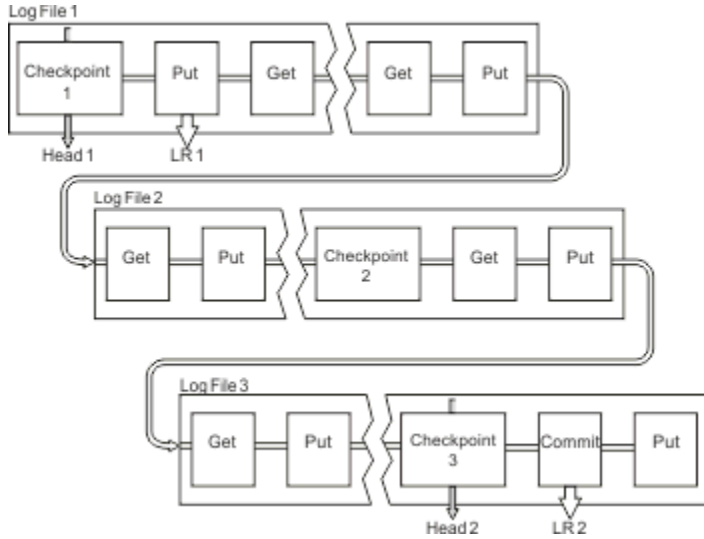 Log File 1
Checkpoint
1
Put
Get
Get
Put
Head 1
LR 1
Log File 2
Get
Put
Checkpoint
2
Get
Put
Log File 3
Get
Put
Checkpoint
3
Commit
Put
Head 2
LR 2